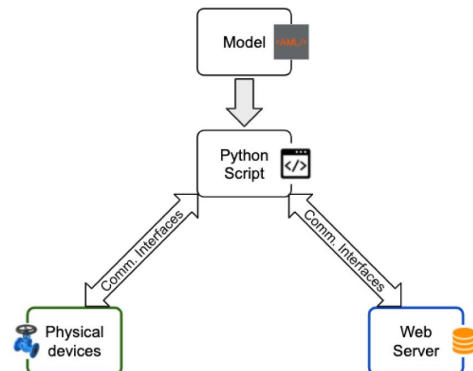 Model
<AML/>
Python
Script
</>
Comm. Interfaces
Comm. Interfaces
Physical
devices
Web
Server